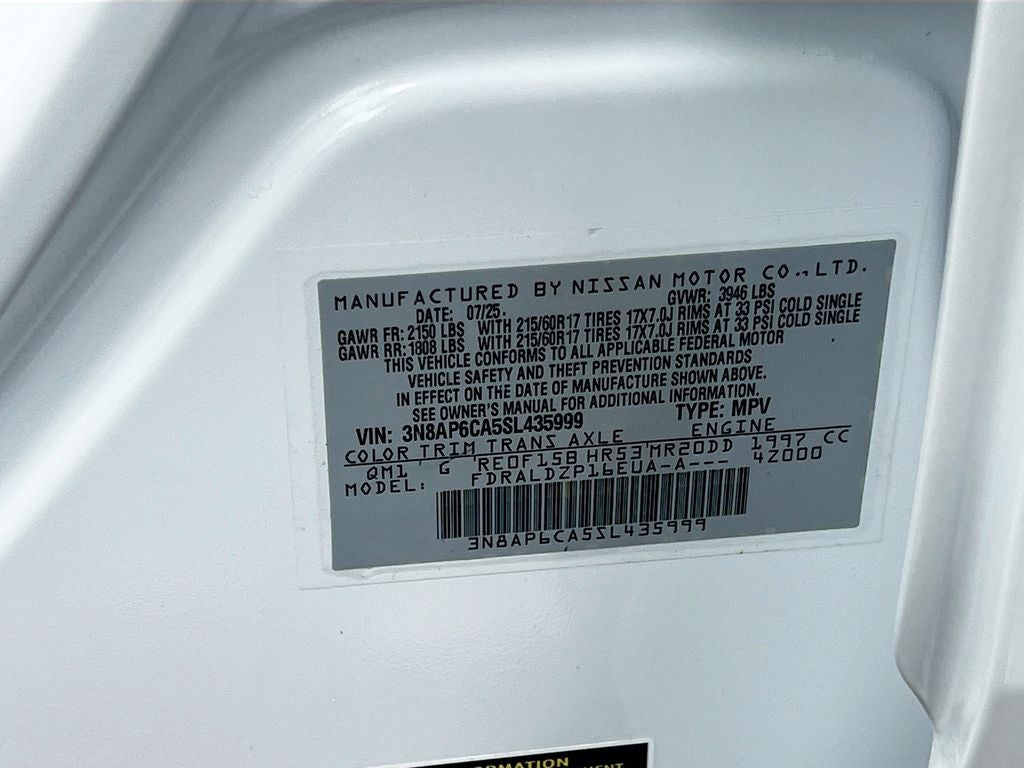 MANUFACTURED BY NISSAN MOTOR CO., LTD.
DATE: 07/25. GVWR: 3946 LBS
GAWR FR: 2150 LBS WITH 215/60R17 TIRES 17X7.0J RIMS AT 33 PSI COLD SINGLE
GAWR RR: 1808 LBS WITH 215/60R17 TIRES 17X7.0J RIMS AT 33 PSI COLD SINGLE
THIS VEHICLE CONFORMS TO ALL APPLICABLE FEDERAL MOTOR
VEHICLE SAFETY AND THEFT PREVENTION STANDARDS
IN EFFECT ON THE DATE OF MANUFACTURE SHOWN ABOVE.
SEE OWNER'S MANUAL FOR ADDITIONAL INFORMATION.
VIN: 3N8AP6CA5SL435999 TYPE: MPV
COLOR TRIM TRANS AXLE ENGINE
QM1 G RE0F15B HR53 MR20DD 1997 CC
MODEL: FDRALDZP16EUA-A--- 42000
3N8AP6CA5SL435999